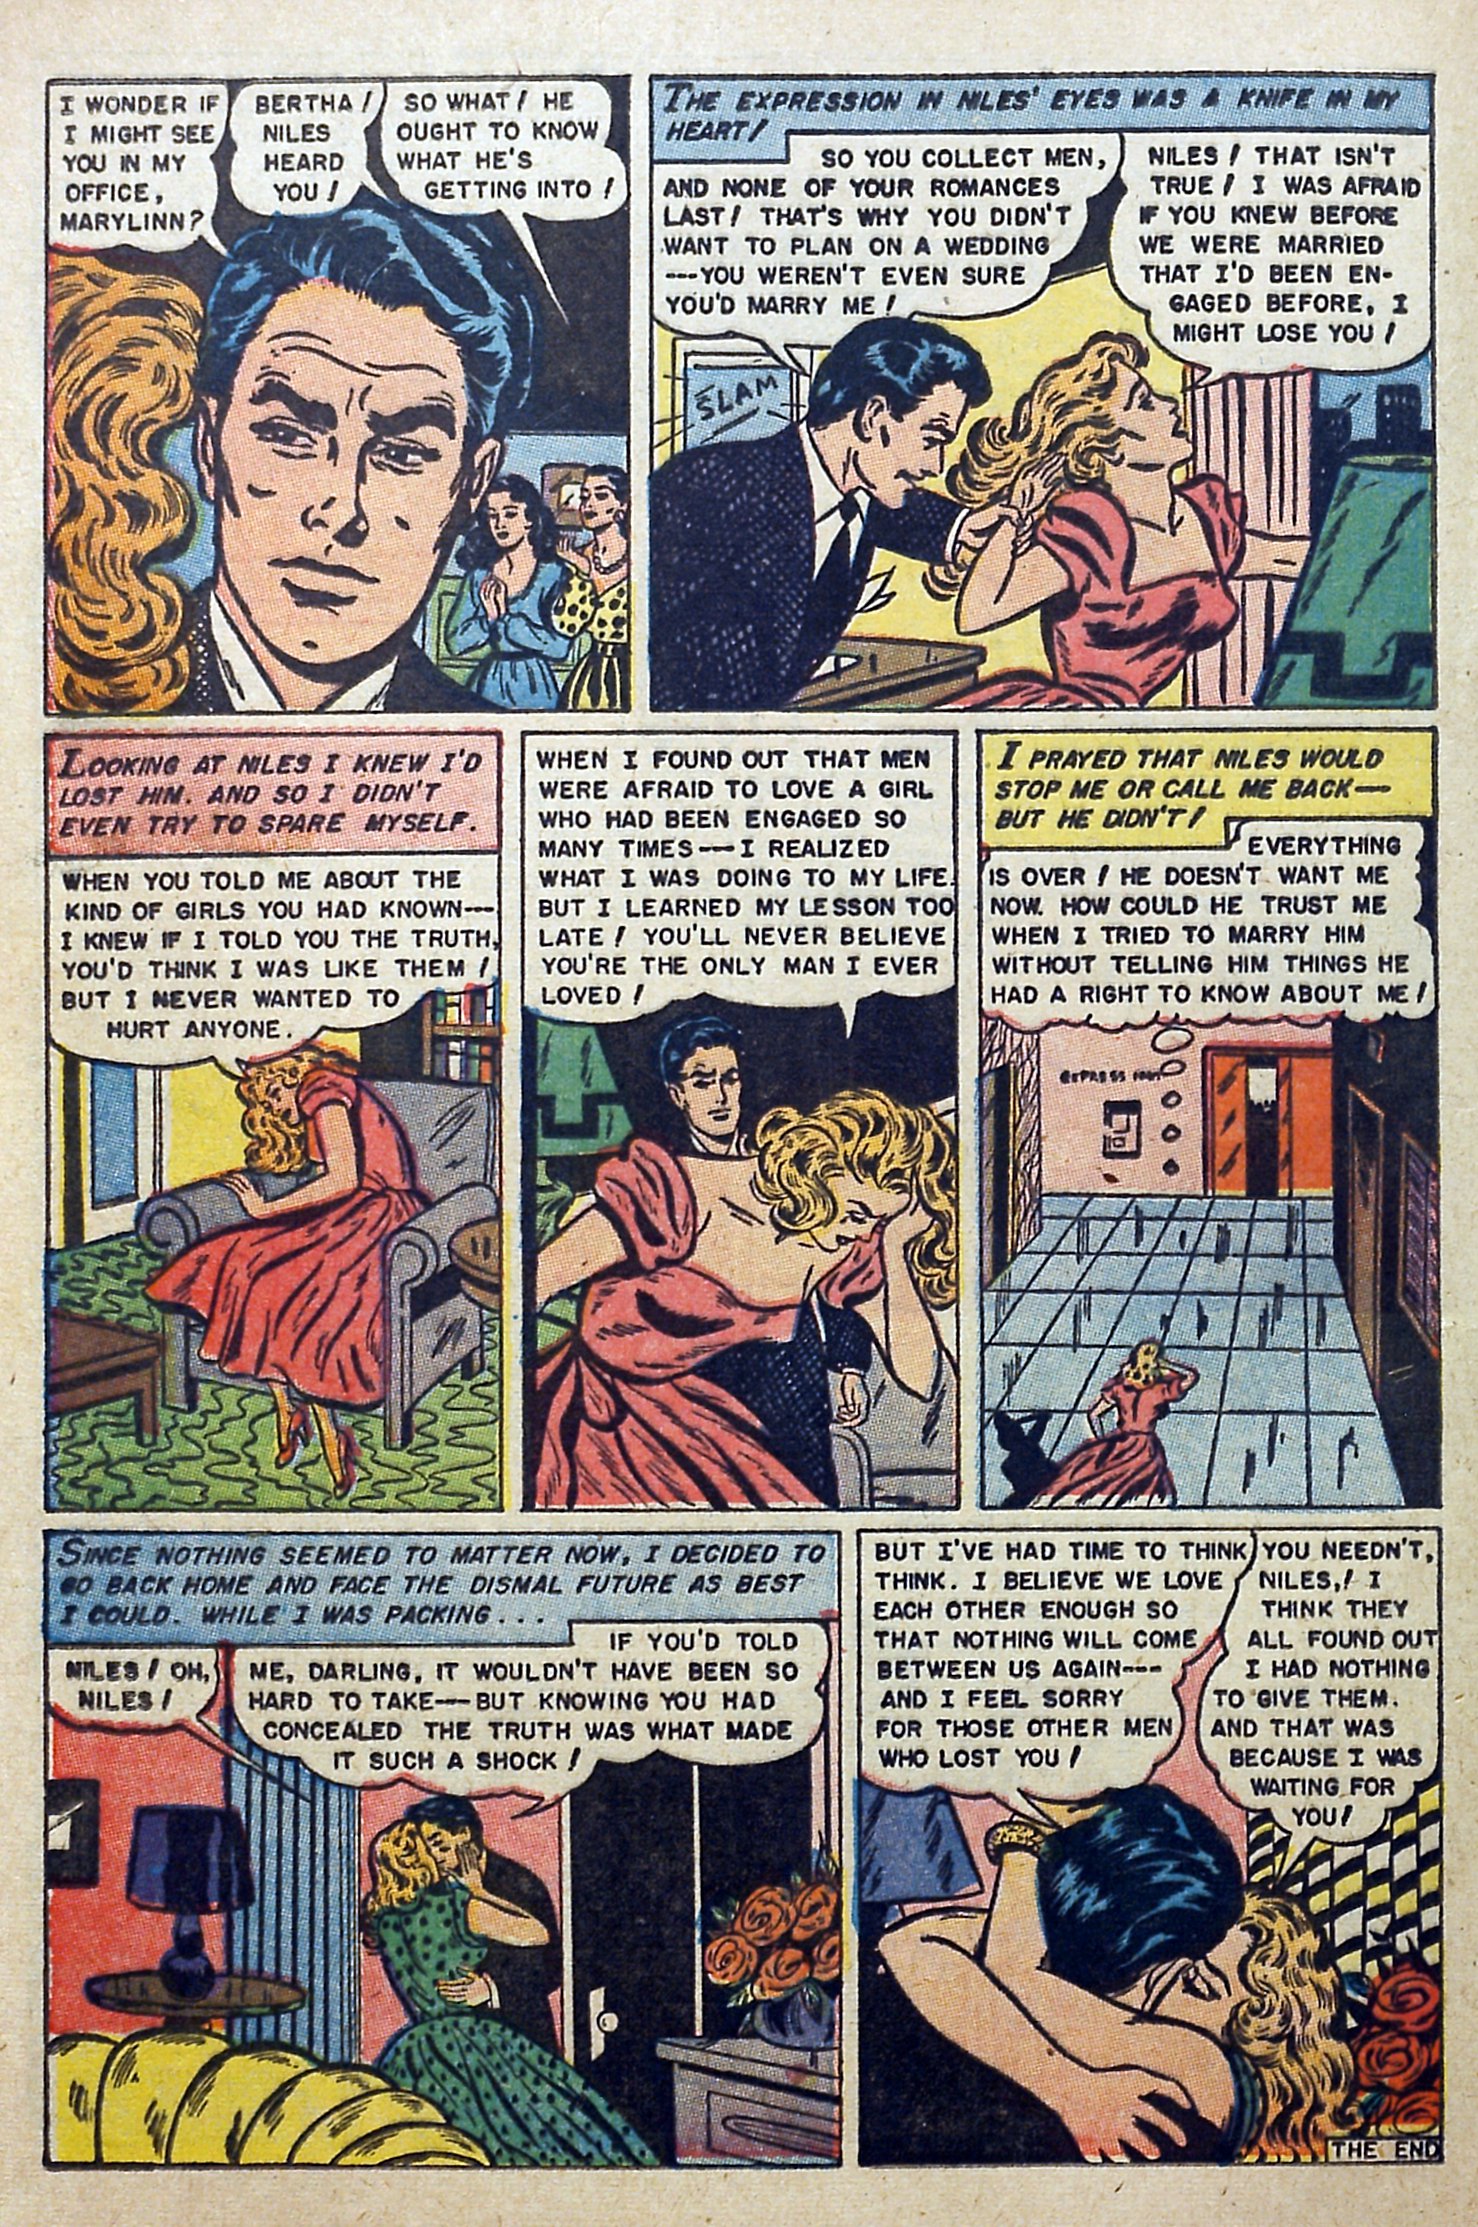 I WONDER IF
I MIGHT SEE
YOU IN MY
OFFICE,
MARYLINN?
BERTHA!
NILES
HEARD
YOU!
SO WHAT! HE
OUGHT TO KNOW
WHAT HE'S
GETTING INTO!
THE EXPRESSION IN NILES' EYES WAS A KNIFE IN MY
HEART!
SO YOU COLLECT MEN,
AND NONE OF YOUR ROMANCES
LAST! THAT'S WHY YOU DIDN'T
WANT TO PLAN ON A WEDDING
---YOU WEREN'T EVEN SURE
YOU'D MARRY ME!
NILES! THAT ISN'T
TRUE! I WAS AFRAID
IF YOU KNEW BEFORE
WE WERE MARRIED
THAT I'D BEEN EN-
GAGED BEFORE, I
MIGHT LOSE YOU!
SLAM
LOOKING AT NILES I KNEW I'D
LOST HIM. AND SO I DIDN'T
EVEN TRY TO SPARE MYSELF.
WHEN YOU TOLD ME ABOUT THE
KIND OF GIRLS YOU HAD KNOWN---
I KNEW IF I TOLD YOU THE TRUTH,
YOU'D THINK I WAS LIKE THEM!
BUT I NEVER WANTED TO
HURT ANYONE.
WHEN I FOUND OUT THAT MEN
WERE AFRAID TO LOVE A GIRL
WHO HAD BEEN ENGAGED SO
MANY TIMES---I REALIZED
WHAT I WAS DOING TO MY LIFE.
BUT I LEARNED MY LESSON TOO
LATE! YOU'LL NEVER BELIEVE
YOU'RE THE ONLY MAN I EVER
LOVED!
I PRAYED THAT NILES WOULD
STOP ME OR CALL ME BACK---
BUT HE DIDN'T!
EVERYTHING
IS OVER! HE DOESN'T WANT ME
NOW. HOW COULD HE TRUST ME
WHEN I TRIED TO MARRY HIM
WITHOUT TELLING HIM THINGS HE
HAD A RIGHT TO KNOW ABOUT ME!
EXPRESS
SINCE NOTHING SEEMED TO MATTER NOW, I DECIDED TO
GO BACK HOME AND FACE THE DISMAL FUTURE AS BEST
I COULD. WHILE I WAS PACKING...
NILES! OH,
NILES!
IF YOU'D TOLD
ME, DARLING, IT WOULDN'T HAVE BEEN SO
HARD TO TAKE---BUT KNOWING YOU HAD
CONCEALED THE TRUTH WAS WHAT MADE
IT SUCH A SHOCK!
BUT I'VE HAD TIME TO THINK
THINK. I BELIEVE WE LOVE
EACH OTHER ENOUGH SO
THAT NOTHING WILL COME
BETWEEN US AGAIN---
AND I FEEL SORRY
FOR THOSE OTHER MEN
WHO LOST YOU!
YOU NEEDN'T,
NILES,! I
THINK THEY
ALL FOUND OUT
I HAD NOTHING
TO GIVE THEM.
AND THAT WAS
BECAUSE I WAS
WAITING FOR
YOU!
THE END